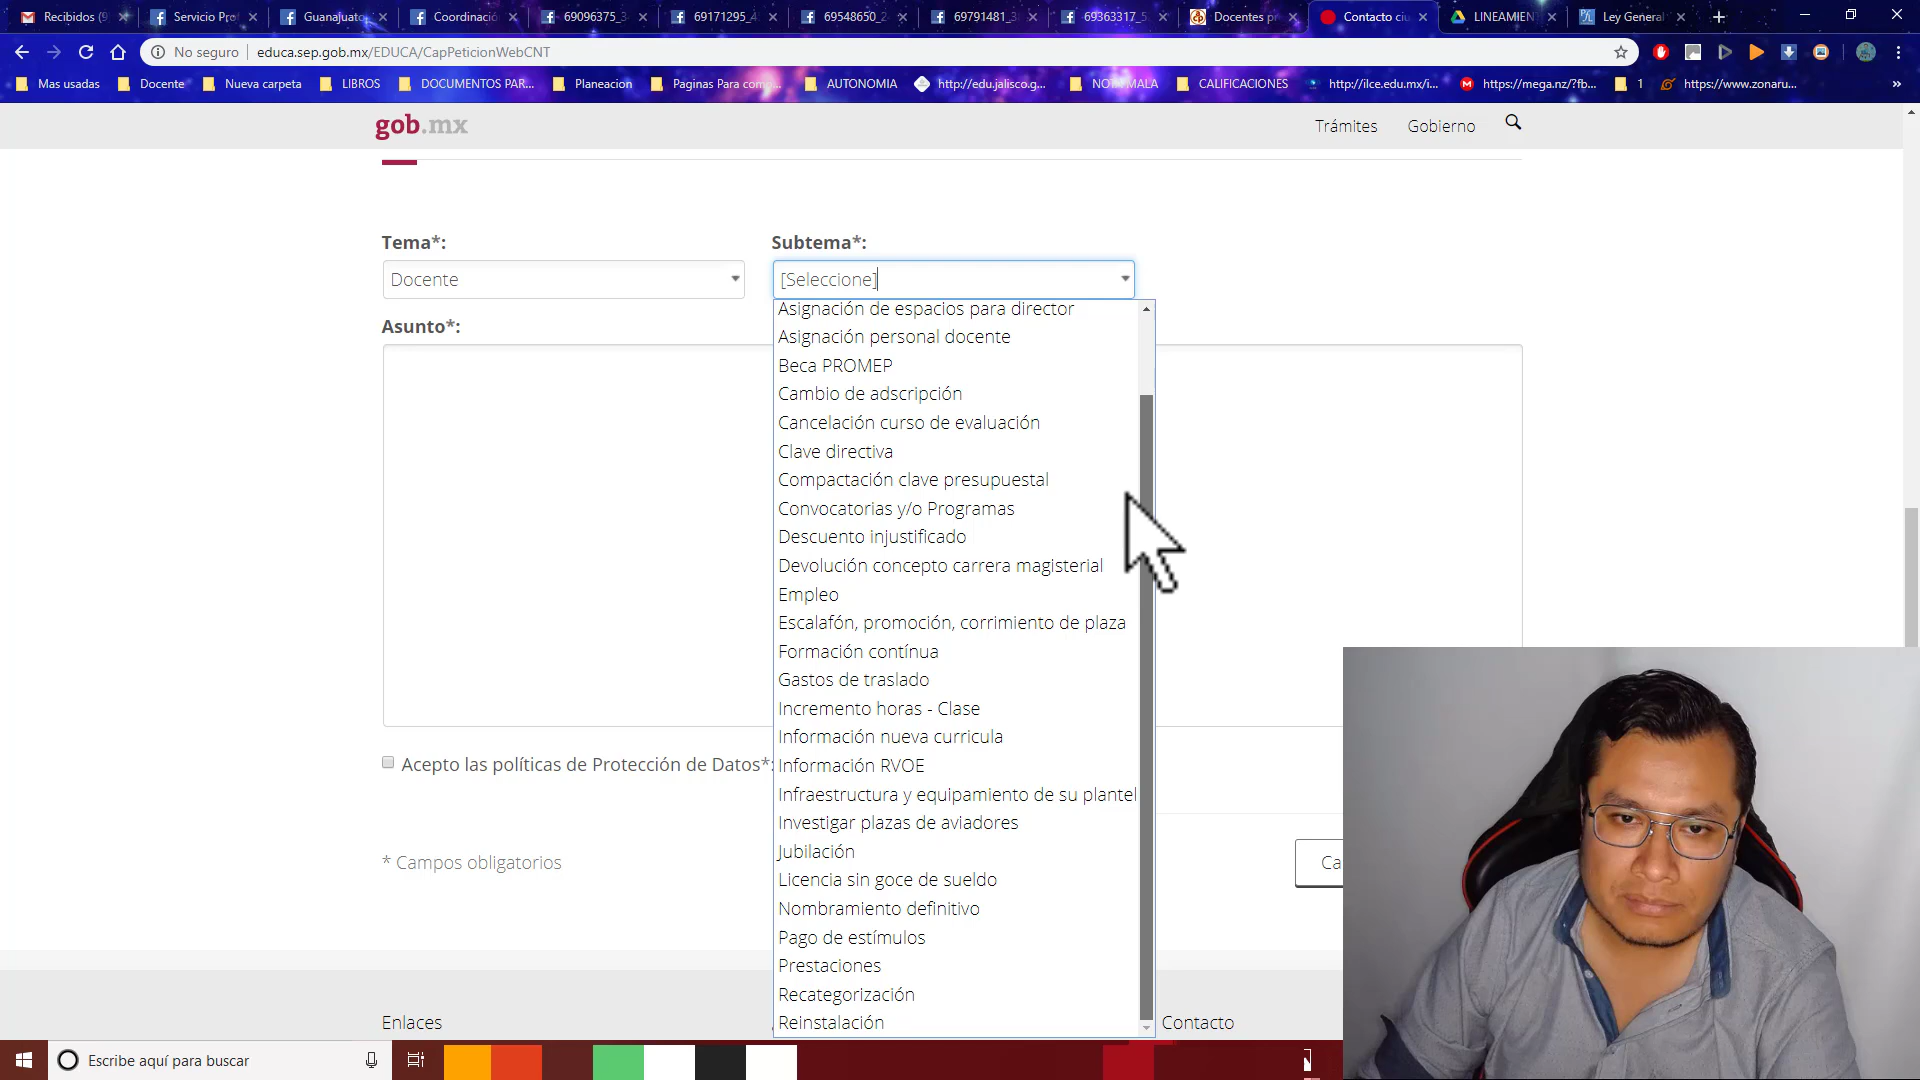 Recibidos (9
Servicio Pro
Guanajuato
Coordinació
69096375_3
69171295_4
69548650_2
69791481_3
69363317_5
Docentes pr
Contacto ciu
LINEAMIEN
Ley General
No seguro
educa.sep.gob.mx/EDUCA/CapPeticionWebCNT
Mas usadas
Docente
Nueva carpeta
LIBROS
DOCUMENTOS PAR...
Planeacion
Paginas Para como...
AUTONOMIA
http://edu.jalisco.g...
NOTA MALA
CALIFICACIONES
http://ilce.edu.mx/i...
https://mega.nz/?fb...
1
https://www.zonaru...
»
gob.mx
Trámites
Gobierno
Tema*:
Subtema*:
Docente
[Seleccione]
Asunto*:
Asignación de espacios para director
Asignación personal docente
Beca PROMEP
Cambio de adscripción
Cancelación curso de evaluación
Clave directiva
Compactación clave presupuestal
Convocatorias y/o Programas
Descuento injustificado
Devolución concepto carrera magisterial
Empleo
Escalafón, promoción, corrimiento de plaza
Formación contínua
Gastos de traslado
Incremento horas - Clase
Información nueva curricula
Información RVOE
Infraestructura y equipamiento de su plantel
Investigar plazas de aviadores
Jubilación
Licencia sin goce de sueldo
Nombramiento definitivo
Pago de estímulos
Prestaciones
Recategorización
Reinstalación
Acepto las políticas de Protección de Datos*:
* Campos obligatorios
Ca
Enlaces
Contacto
Escribe aquí para buscar